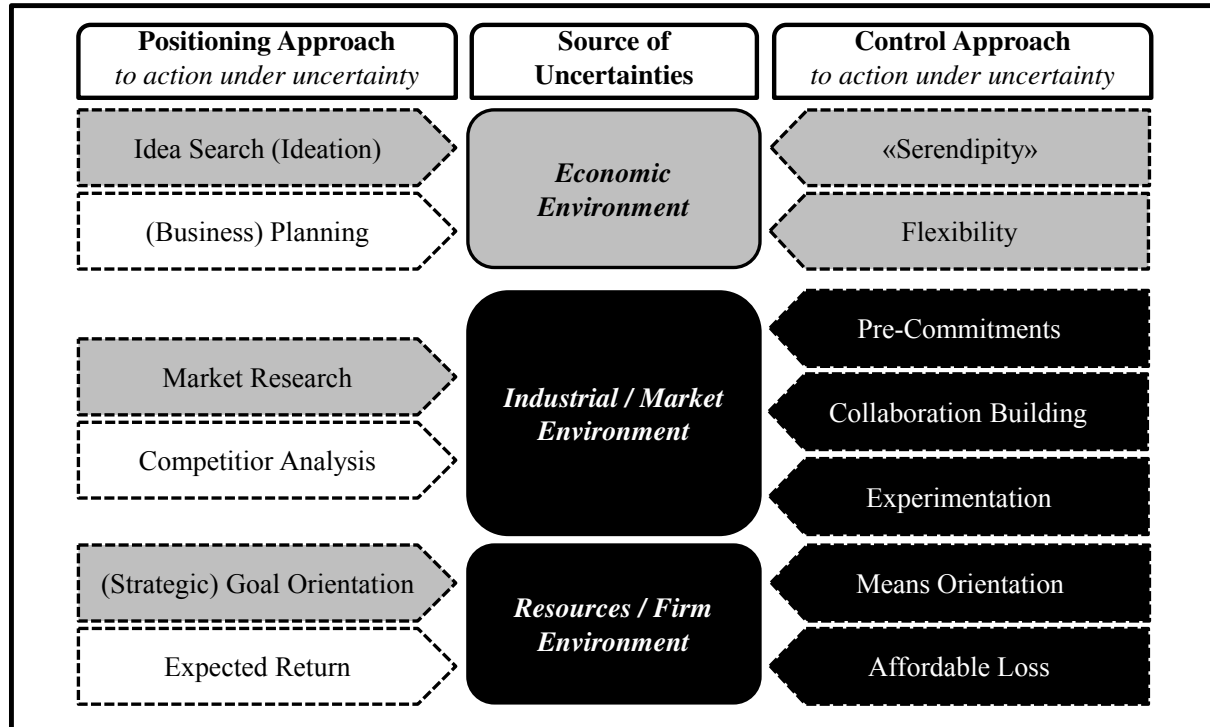 Positioning Approach
to action under uncertainty
Source of
Uncertainties
Control Approach
to action under uncertainty
Idea Search (Ideation)
(Business) Planning
Economic
Environment
«Serendipity»
Flexibility
Market Research
Competitior Analysis
Industrial / Market
Environment
Pre-Commitments
Collaboration Building
Experimentation
(Strategic) Goal Orientation
Expected Return
Resources / Firm
Environment
Means Orientation
Affordable Loss